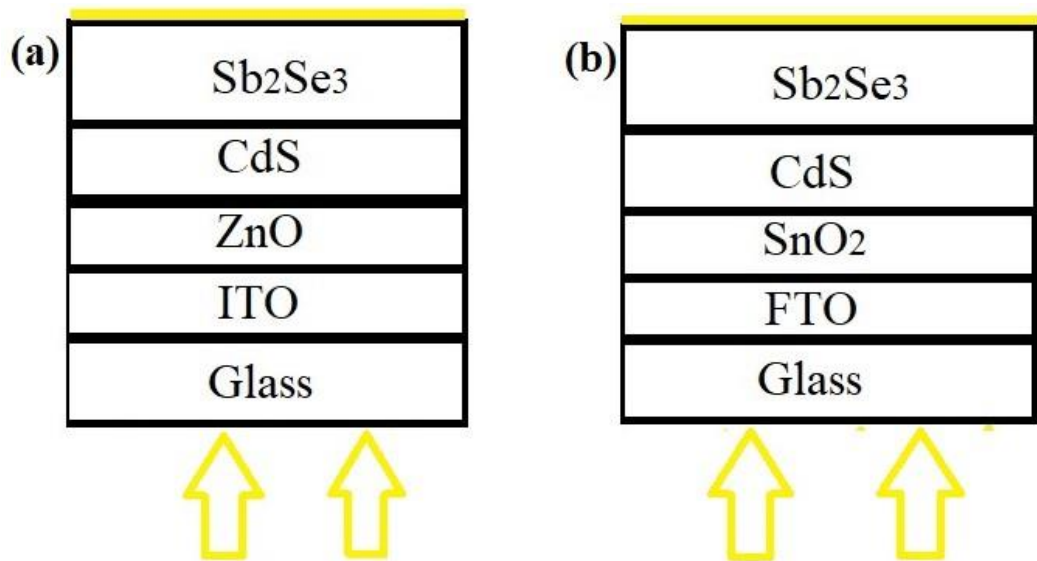 (a)
Sb2Se3
CdS
ZnO
ITO
Glass
(b)
Sb2Se3
CdS
SnO2
FTO
Glass